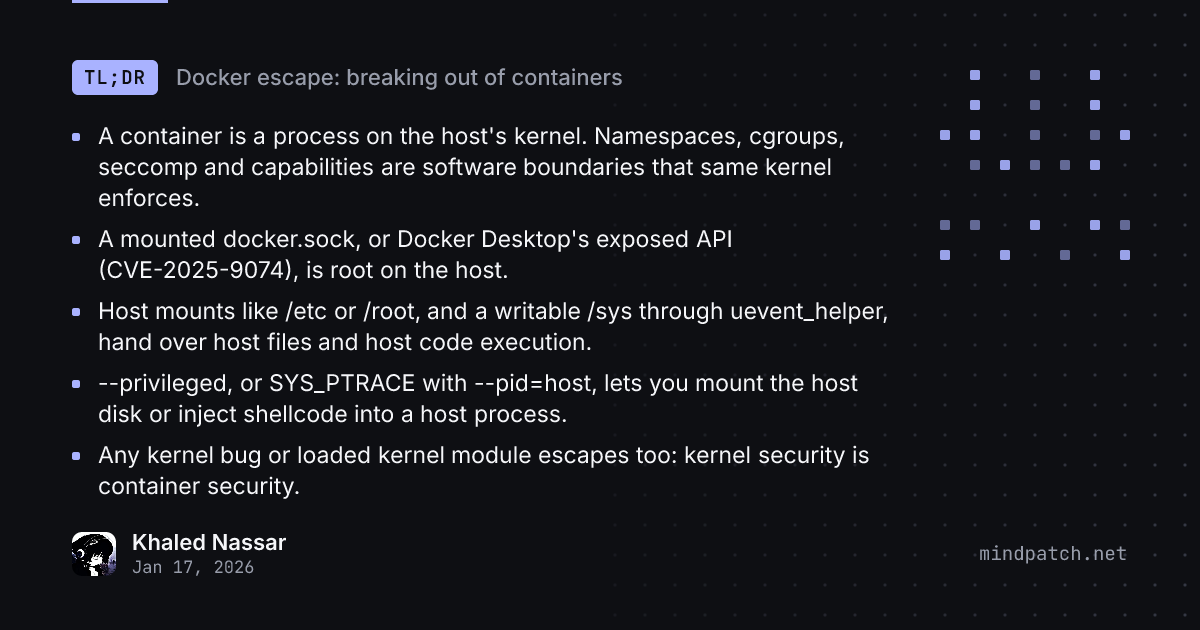 TL;DR Docker escape: breaking out of containers
A container is a process on the host's kernel. Namespaces, cgroups,
seccomp and capabilities are software boundaries that same kernel
enforces.
A mounted docker.sock, or Docker Desktop's exposed API
(CVE-2025-9074), is root on the host.
Host mounts like /etc or /root, and a writable /sys through uevent_helper,
hand over host files and host code execution.
--privileged, or SYS_PTRACE with --pid=host, lets you mount the host
disk or inject shellcode into a host process.
Any kernel bug or loaded kernel module escapes too: kernel security is
container security.
Khaled Nassar
Jan 17, 2026
mindpatch.net